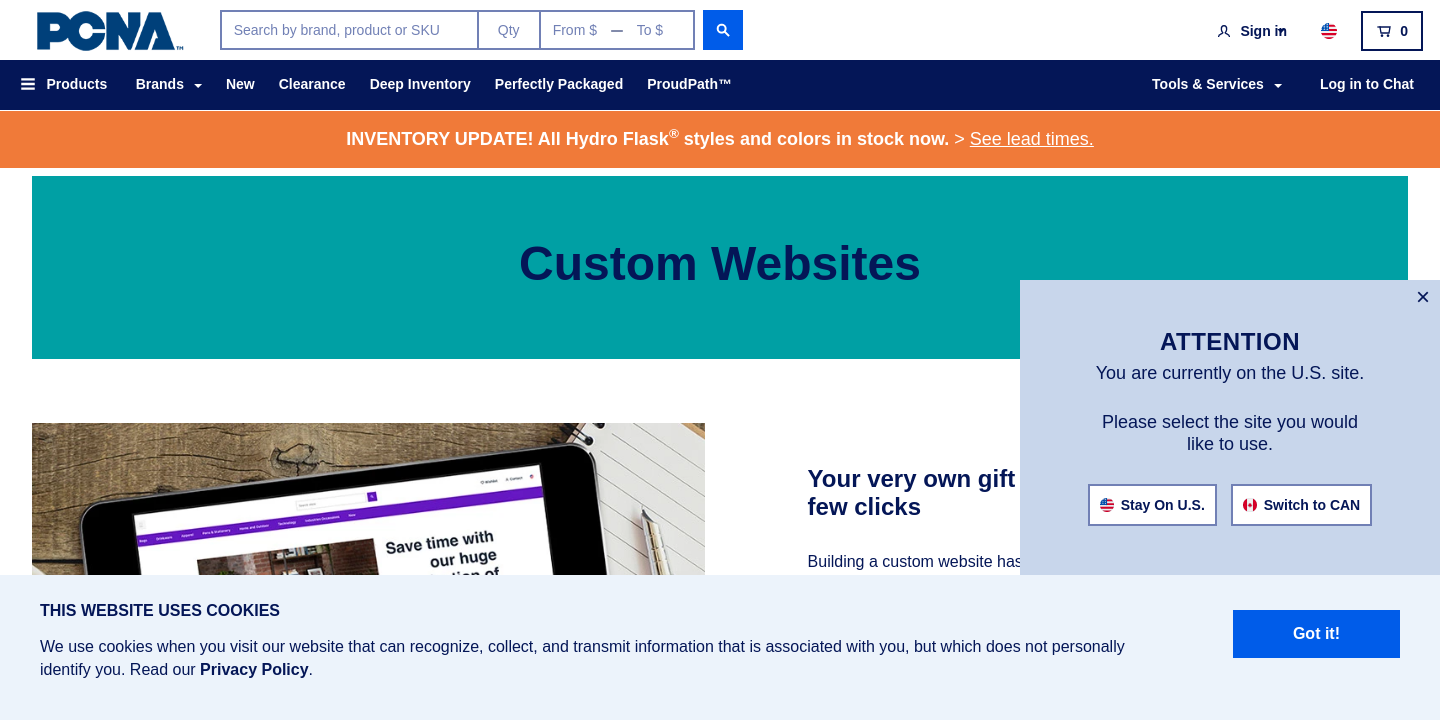 PCNA™
Search by brand, product or SKU
Qty
From $ — To $
Sign in
0
Products
Brands
New
Clearance
Deep Inventory
Perfectly Packaged
ProudPath™
Tools & Services
Log in to Chat
INVENTORY UPDATE! All Hydro Flask® styles and colors in stock now. > See lead times.
Custom Websites
×
ATTENTION
You are currently on the U.S. site.
Please select the site you would
like to use.
Stay On U.S.
Switch to CAN
Save time with
our huge
Your very own gift
few clicks
Building a custom website has
THIS WEBSITE USES COOKIES
We use cookies when you visit our website that can recognize, collect, and transmit information that is associated with you, but which does not personally
identify you. Read our Privacy Policy.
Got it!